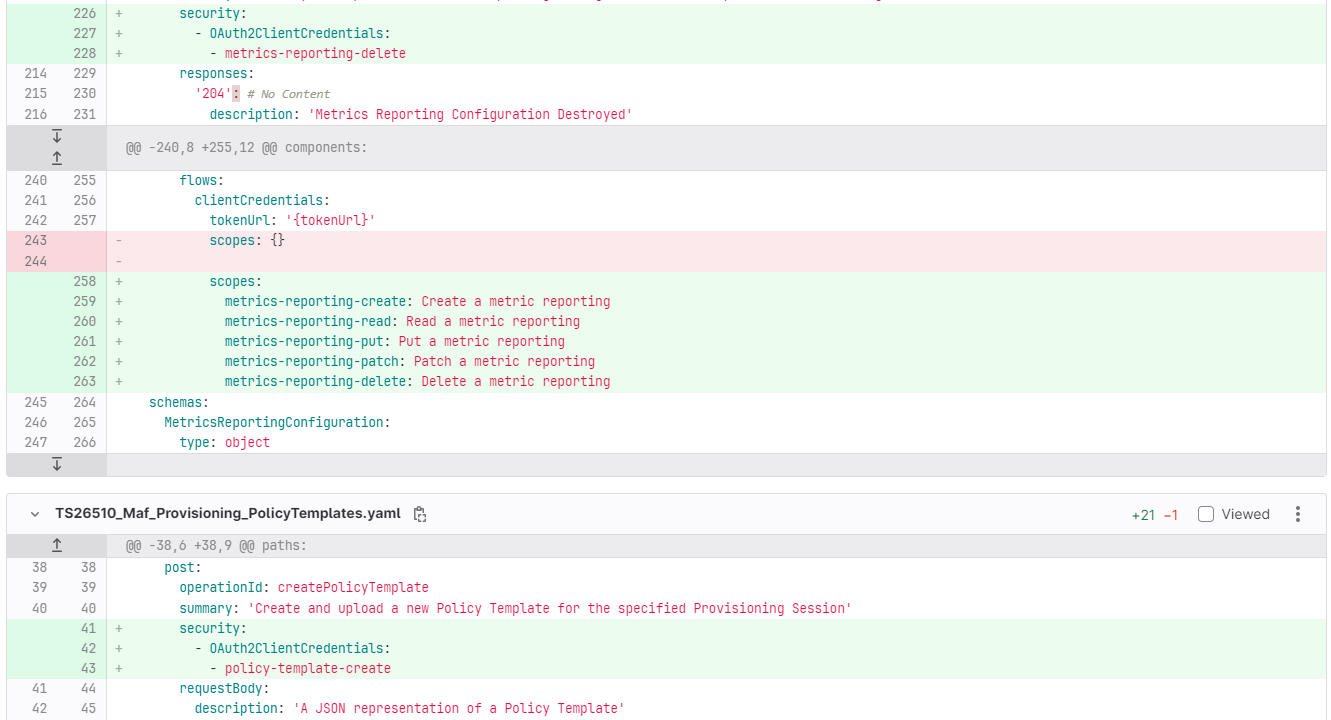 226 + security:
227 + - OAuth2ClientCredentials:
228 + - metrics-reporting-delete
214 229 responses:
215 230 '204': # No Content
216 231 description: 'Metrics Reporting Configuration Destroyed'
@@ -240,8 +255,12 @@ components:
240 255 flows:
241 256 clientCredentials:
242 257 tokenUrl: '{tokenUrl}'
243 - scopes: {}
244 -
258 + scopes:
259 + metrics-reporting-create: Create a metric reporting
260 + metrics-reporting-read: Read a metric reporting
261 + metrics-reporting-put: Put a metric reporting
262 + metrics-reporting-patch: Patch a metric reporting
263 + metrics-reporting-delete: Delete a metric reporting
245 264 schemas:
246 265 MetricsReportingConfiguration:
247 266 type: object
TS26510_Maf_Provisioning_PolicyTemplates.yaml +21 −1 Viewed
@@ -38,6 +38,9 @@ paths:
38 38 post:
39 39 operationId: createPolicyTemplate
40 40 summary: 'Create and upload a new Policy Template for the specified Provisioning Session'
41 + security:
42 + - OAuth2ClientCredentials:
43 + - policy-template-create
41 44 requestBody:
42 45 description: 'A JSON representation of a Policy Template'